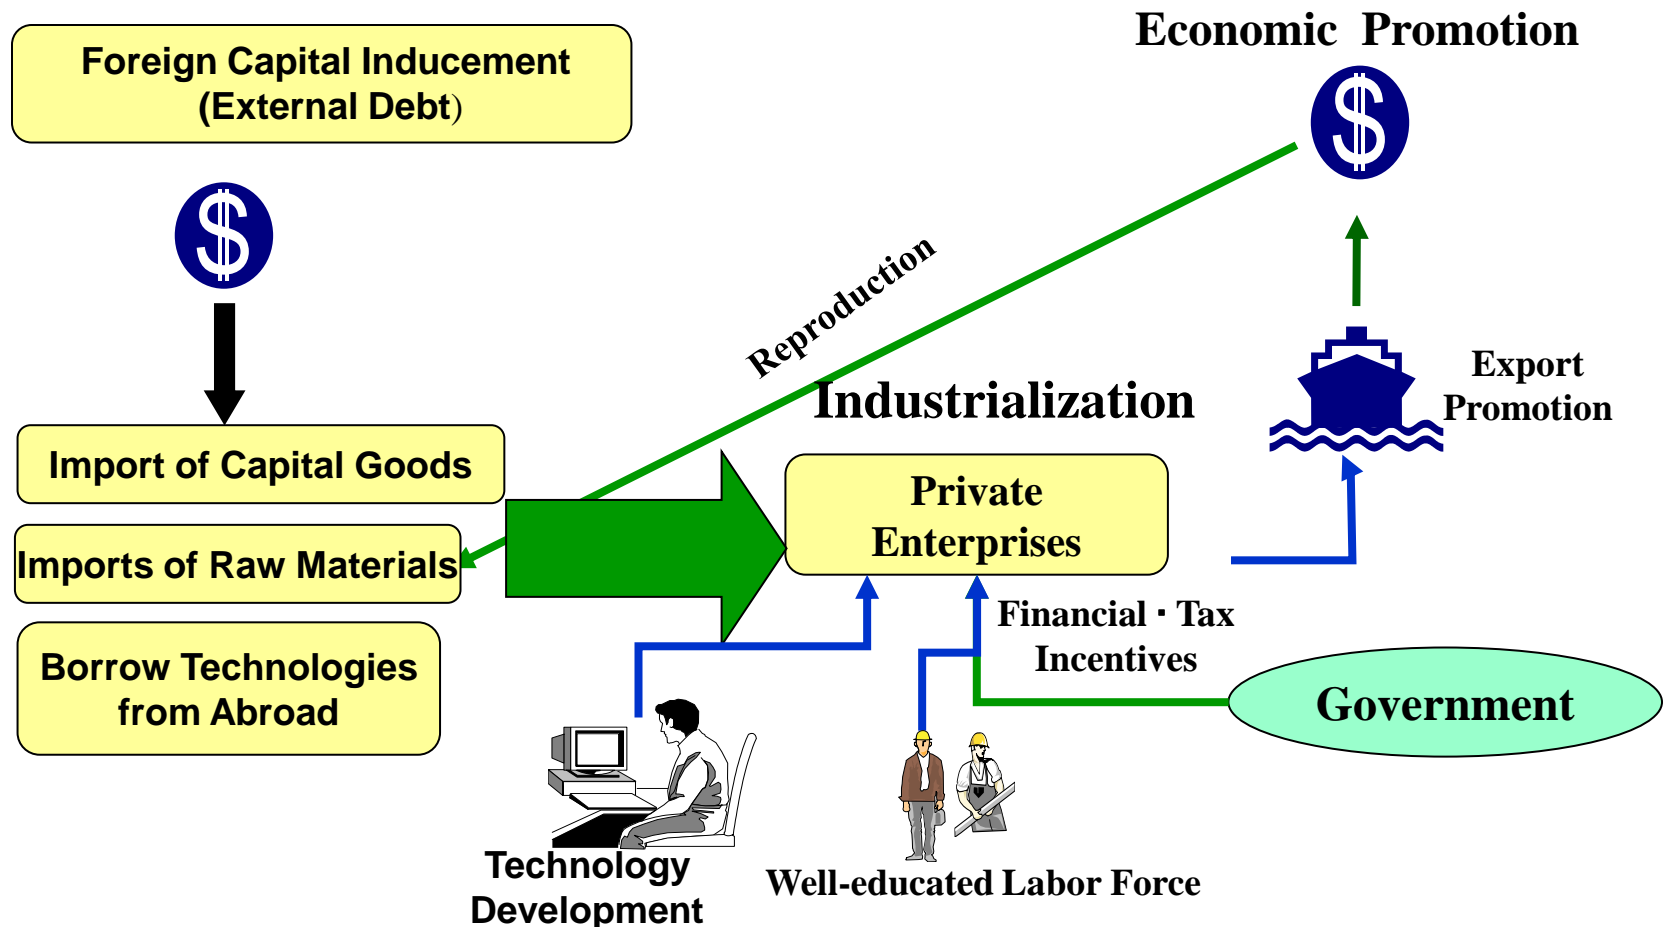 Foreign Capital Inducement
(External Debt)
$
Import of Capital Goods
Imports of Raw Materials
Borrow Technologies
from Abroad
Economic Promotion
$
Reproduction
Export
Promotion
Industrialization
Private
Enterprises
Financial · Tax
Incentives
Government
Technology
Development
Well-educated Labor Force